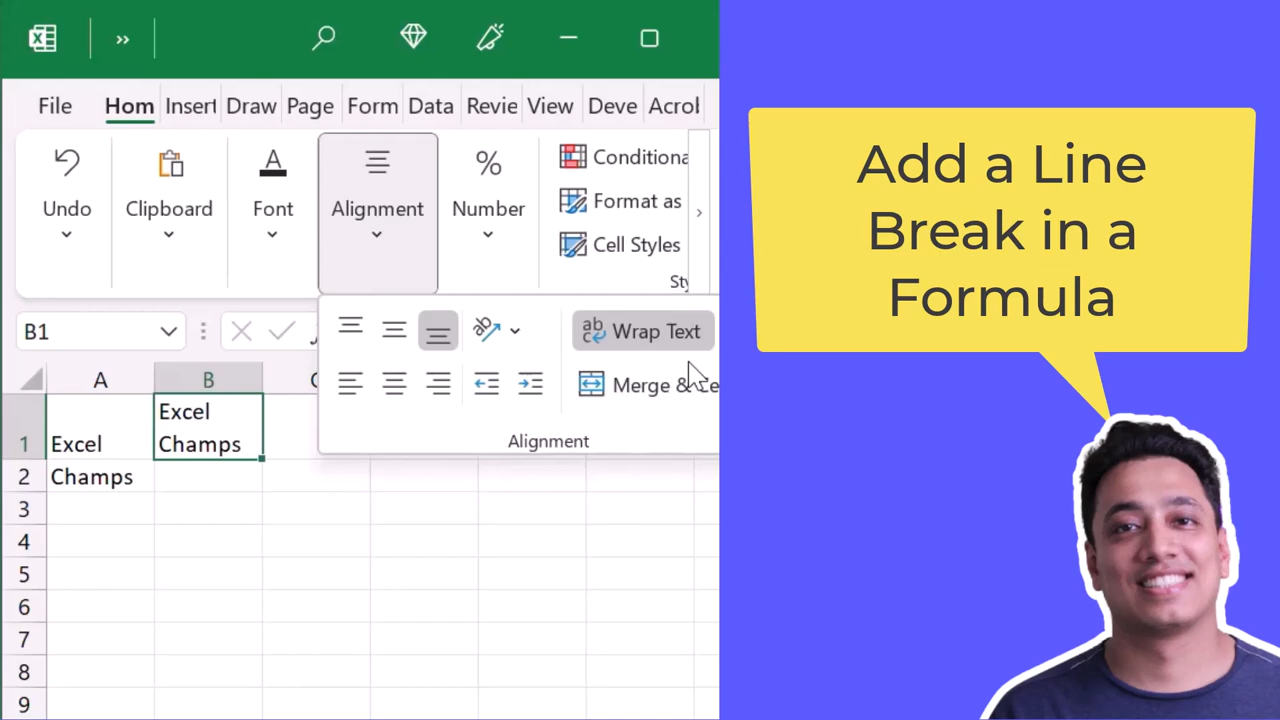 File Hom Insert Draw Page Form Data Revie View Deve Acrol
Undo
Clipboard
Font
Alignment
Number
Conditiona
Format as
Cell Styles
Sty
B1
ab
c
Wrap Text
Merge & Ce
Alignment
A B C
1 Excel Excel
Champs
2 Champs
3
4
5
6
7
8
9
Add a Line
Break in a
Formula